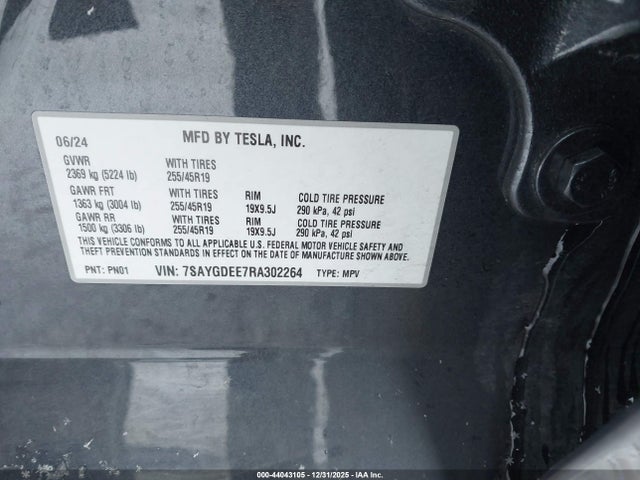 06/24 MFD BY TESLA, INC.
GVWR WITH TIRES
2369 kg (5224 lb) 255/45R19
GAWR FRT WITH TIRES RIM COLD TIRE PRESSURE
1363 kg (3004 lb) 255/45R19 19X9.5J 290 kPa, 42 psi
GAWR RR WITH TIRES RIM COLD TIRE PRESSURE
1500 kg (3306 lb) 255/45R19 19X9.5J 290 kPa, 42 psi
THIS VEHICLE CONFORMS TO ALL APPLICABLE U.S. FEDERAL MOTOR VEHICLE SAFETY AND
THEFT PREVENTION STANDARDS IN EFFECT ON THE DATE OF MANUFACTURE SHOWN ABOVE.
PNT: PN01 VIN: 7SAYGDEE7RA302264 TYPE: MPV
000-44043105 - 12/31/2025 - IAA Inc.